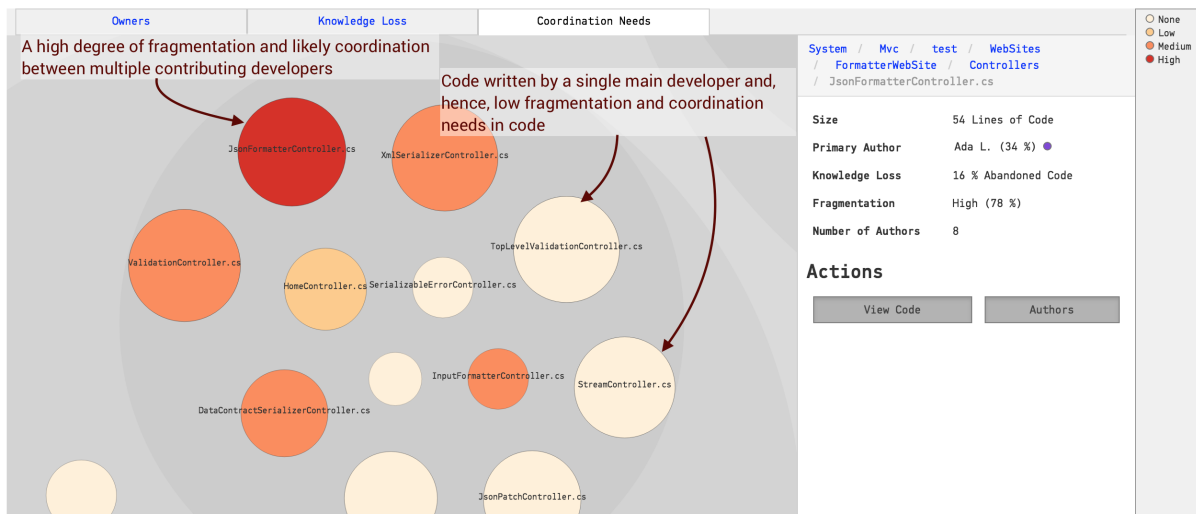 Owners
Knowledge Loss
Coordination Needs
None
Low
Medium
High
A high degree of fragmentation and likely coordination
between multiple contributing developers
Code written by a single main developer and,
hence, low fragmentation and coordination
needs in code
JsonFormatterController.cs
XmlSerializerController.cs
TopLevelValidationController.cs
ValidationController.cs
HomeController.cs
SerializableErrorController.cs
InputFormatterController.cs
StreamController.cs
DataContractSerializerController.cs
JsonPatchController.cs
System / Mvc / test / WebSites
/ FormatterWebSite / Controllers
/ JsonFormatterController.cs
Size 54 Lines of Code
Primary Author Ada L. (34 %)
Knowledge Loss 16 % Abandoned Code
Fragmentation High (78 %)
Number of Authors 8
Actions
View Code
Authors